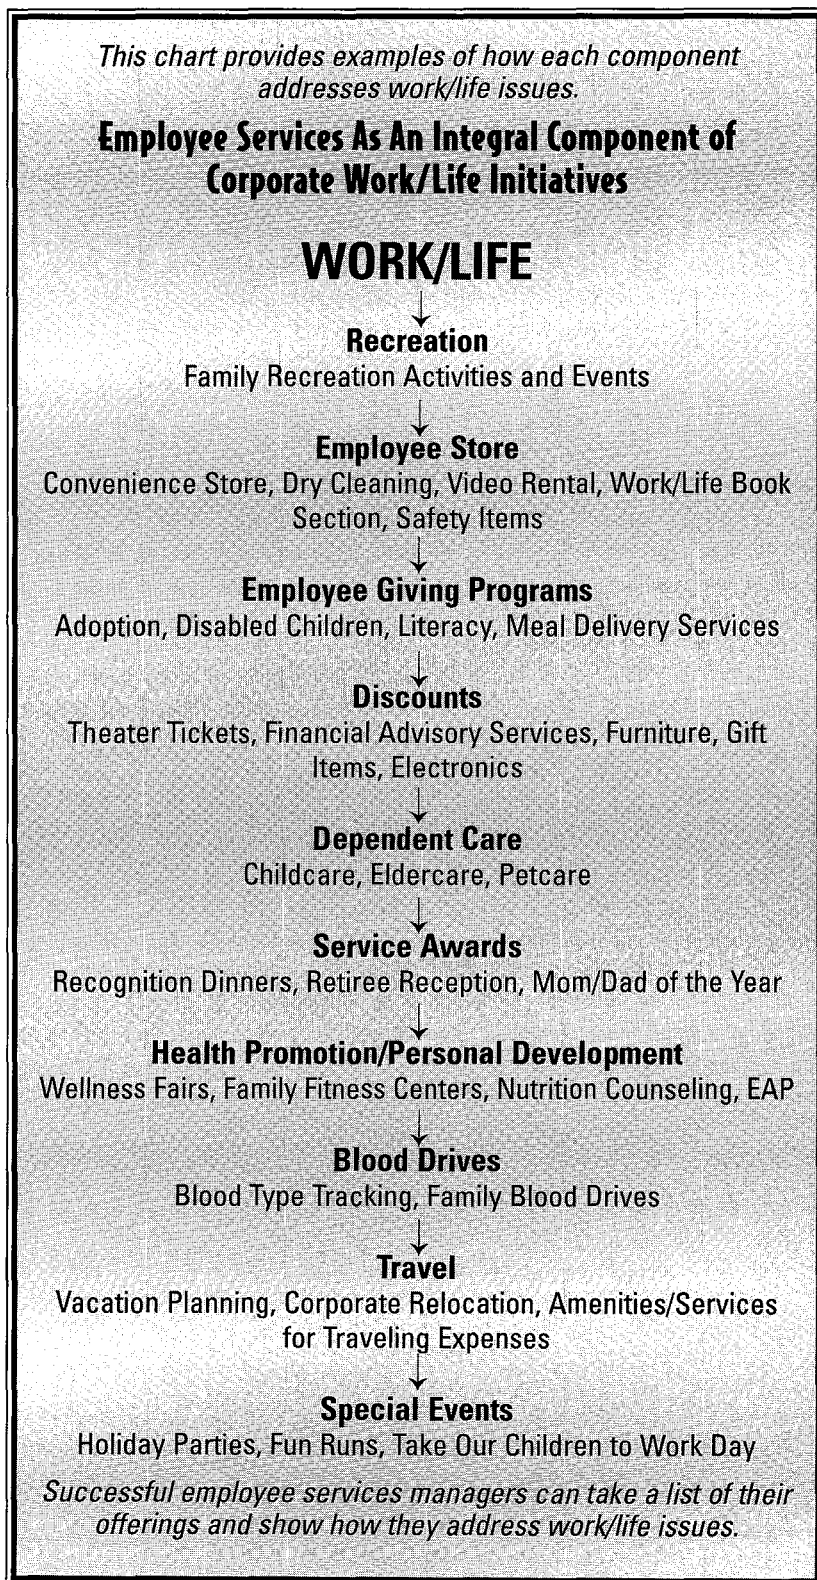 This chart provides examples of how each component
addresses work/life issues.
Employee Services As An Integral Component of
Corporate Work/Life Initiatives
WORK/LIFE
Recreation
Family Recreation Activities and Events
Employee Store
Convenience Store, Dry Cleaning, Video Rental, Work/Life Book
Section, Safety Items
Employee Giving Programs
Adoption, Disabled Children, Literacy, Meal Delivery Services
Discounts
Theater Tickets, Financial Advisory Services, Furniture, Gift
Items, Electronics
Dependent Care
Childcare, Eldercare, Petcare
Service Awards
Recognition Dinners, Retiree Reception, Mom/Dad of the Year
Health Promotion/Personal Development
Wellness Fairs, Family Fitness Centers, Nutrition Counseling, EAP
Blood Drives
Blood Type Tracking, Family Blood Drives
Travel
Vacation Planning, Corporate Relocation, Amenities/Services
for Traveling Expenses
Special Events
Holiday Parties, Fun Runs, Take Our Children to Work Day
Successful employee services managers can take a list of their
offerings and show how they address work/life issues.